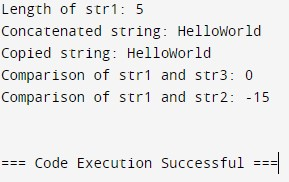 Length of str1: 5
Concatenated string: HelloWorld
Copied string: HelloWorld
Comparison of str1 and str3: 0
Comparison of str1 and str2: -15
=== Code Execution Successful ===